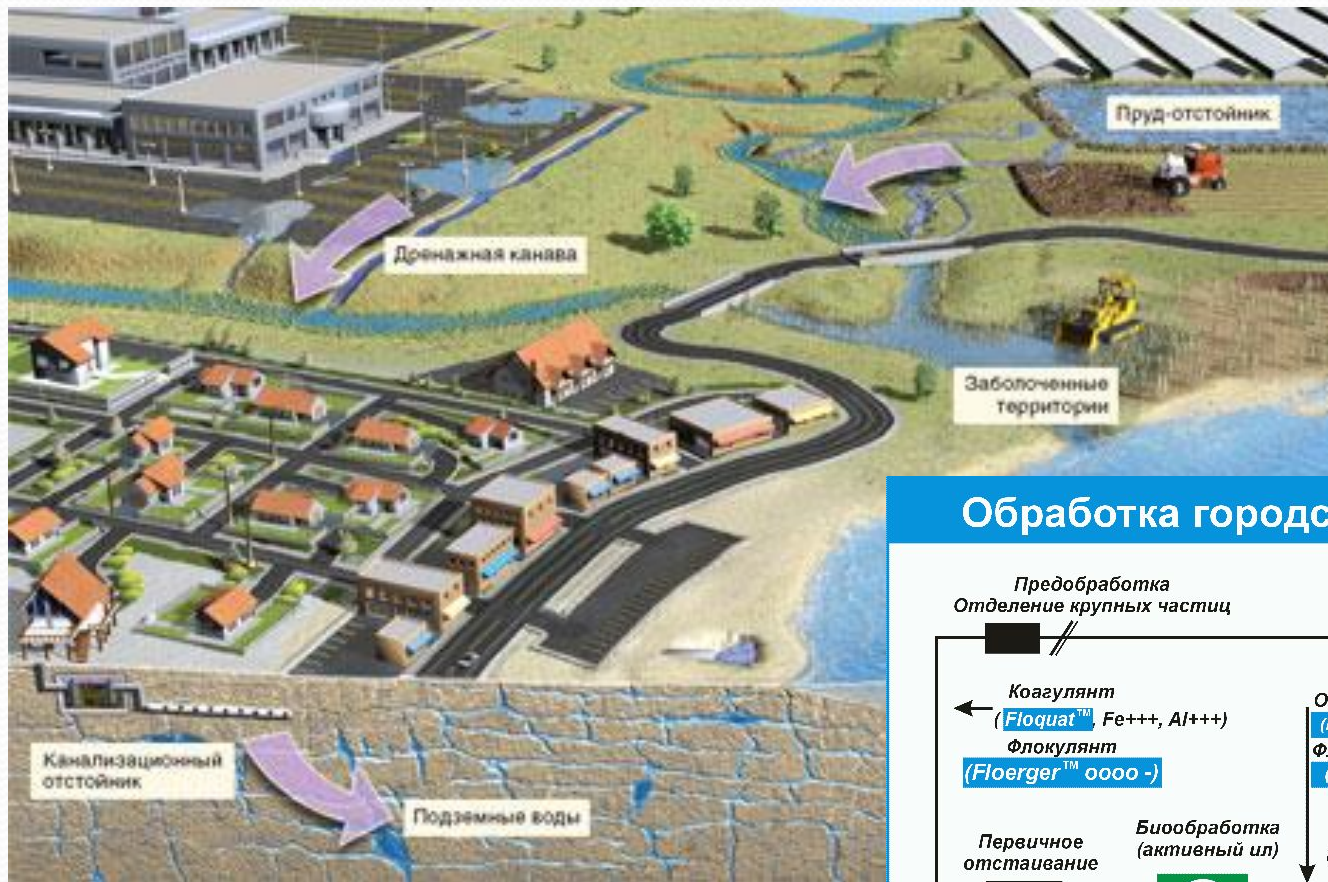 Пруд-отстойник
Дренажная канава
Заболоченные
территории
Канализационный
отстойник
Подземные воды
Обработка
Предобработка
Отделение крупных частиц
Коагулянт
(Floquat™, Fe+++, Al+++)
Флокулянт
(Floerger™ oooo -)
Первичное
отстаивание
Биообработка
(активный ил)